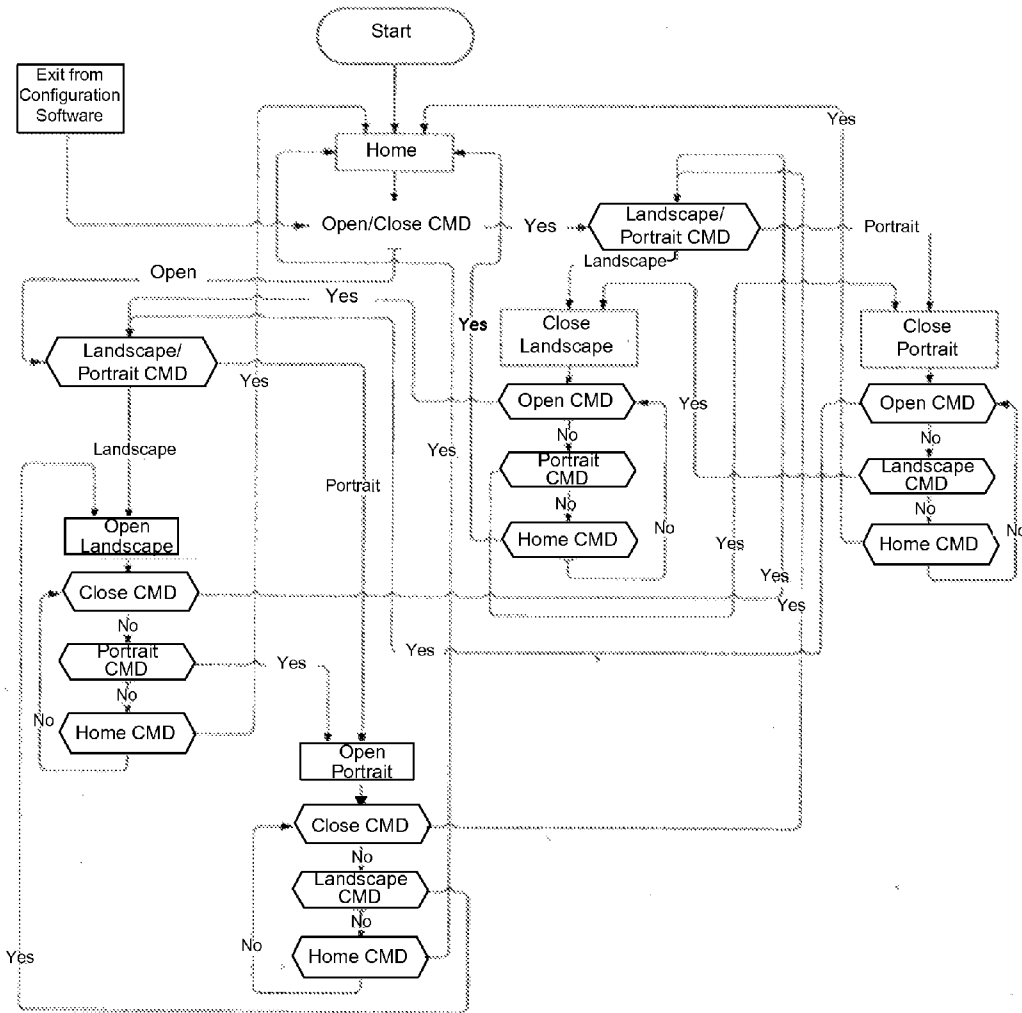 Start
Exit from
Configuration
Software
Yes
Home
Landscape/
Portrait CMD
Open/Close CMD
Yes
Portrait
Landscape
Open
Yes
Yes
Close
Landscape
Close
Portrait
Landscape/
Portrait CMD
Yes
Open CMD
Yes
Open CMD
No
No
Landscape
Yes
Portrait
CMD
Landscape
CMD
Portrait
No
No
Open
Landscape
No
No
Home CMD
Yes
Home CMD
Close CMD
Yes
Yes
No
Portrait
CMD
Yes
Yes
No
No
Home CMD
Open
Portrait
Close CMD
No
Landscape
CMD
No
No
Home CMD
Yes